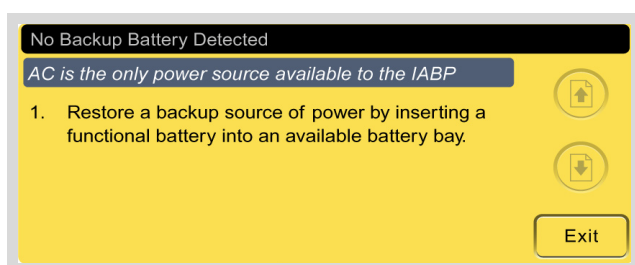 No Backup Battery Detected
AC is the only power source available to the IABP
1. Restore a backup source of power by inserting a
functional battery into an available battery bay.
Exit